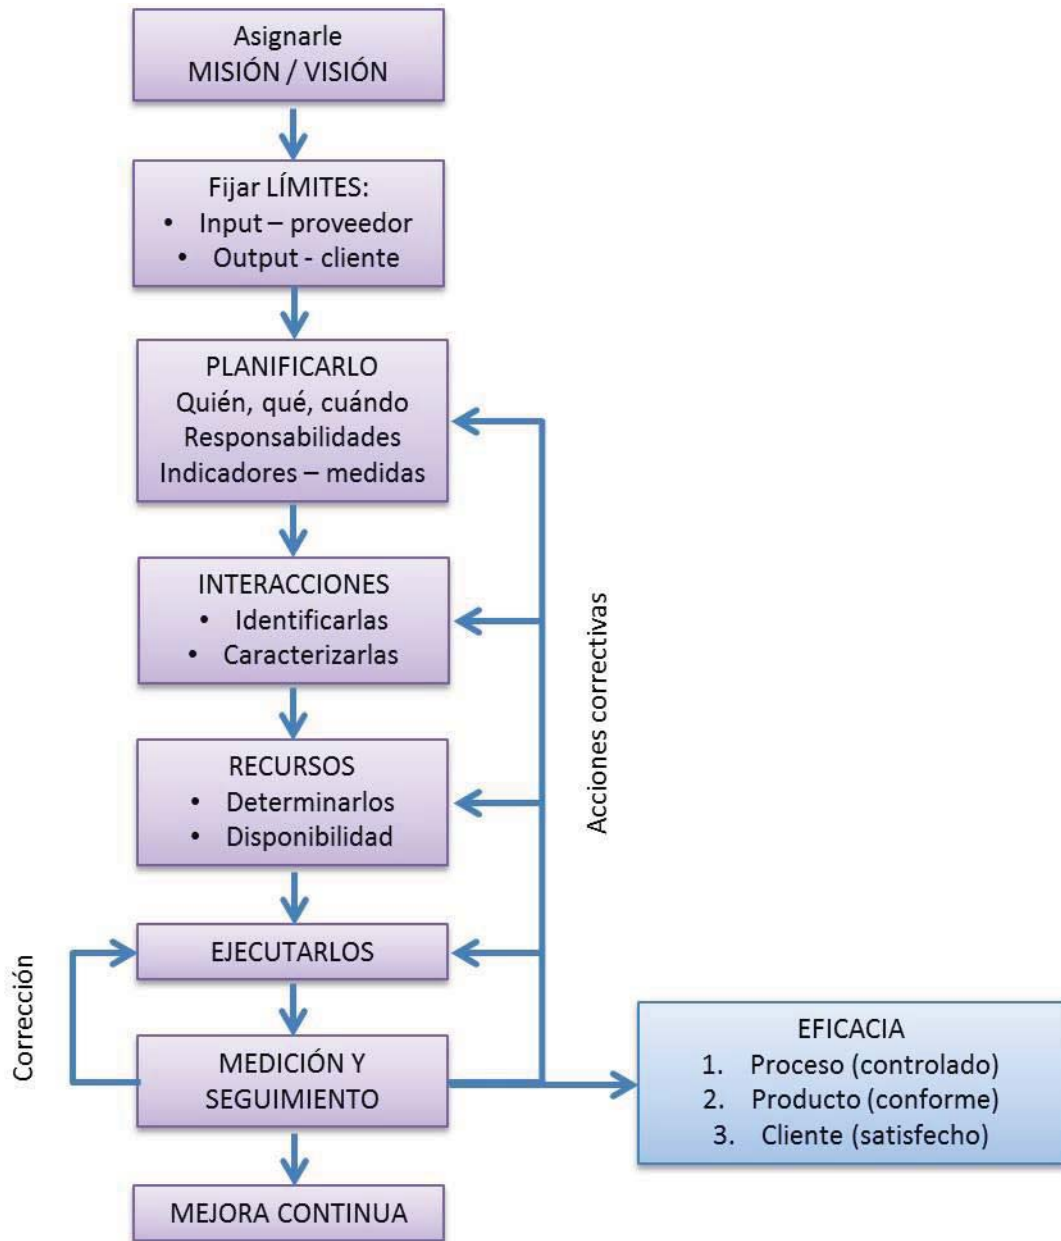 Asignarle
MISIÓN / VISIÓN
Fijar LÍMITES:
• Input – proveedor
• Output - cliente
PLANIFICARLO
Quién, qué, cuándo
Responsabilidades
Indicadores – medidas
INTERACCIONES
• Identificarlas
• Caracterizarlas
Acciones correctivas
RECURSOS
• Determinarlos
• Disponibilidad
EJECUTARLOS
Corrección
MEDICIÓN Y
SEGUIMIENTO
EFICACIA
1. Proceso (controlado)
2. Producto (conforme)
3. Cliente (satisfecho)
MEJORA CONTINUA